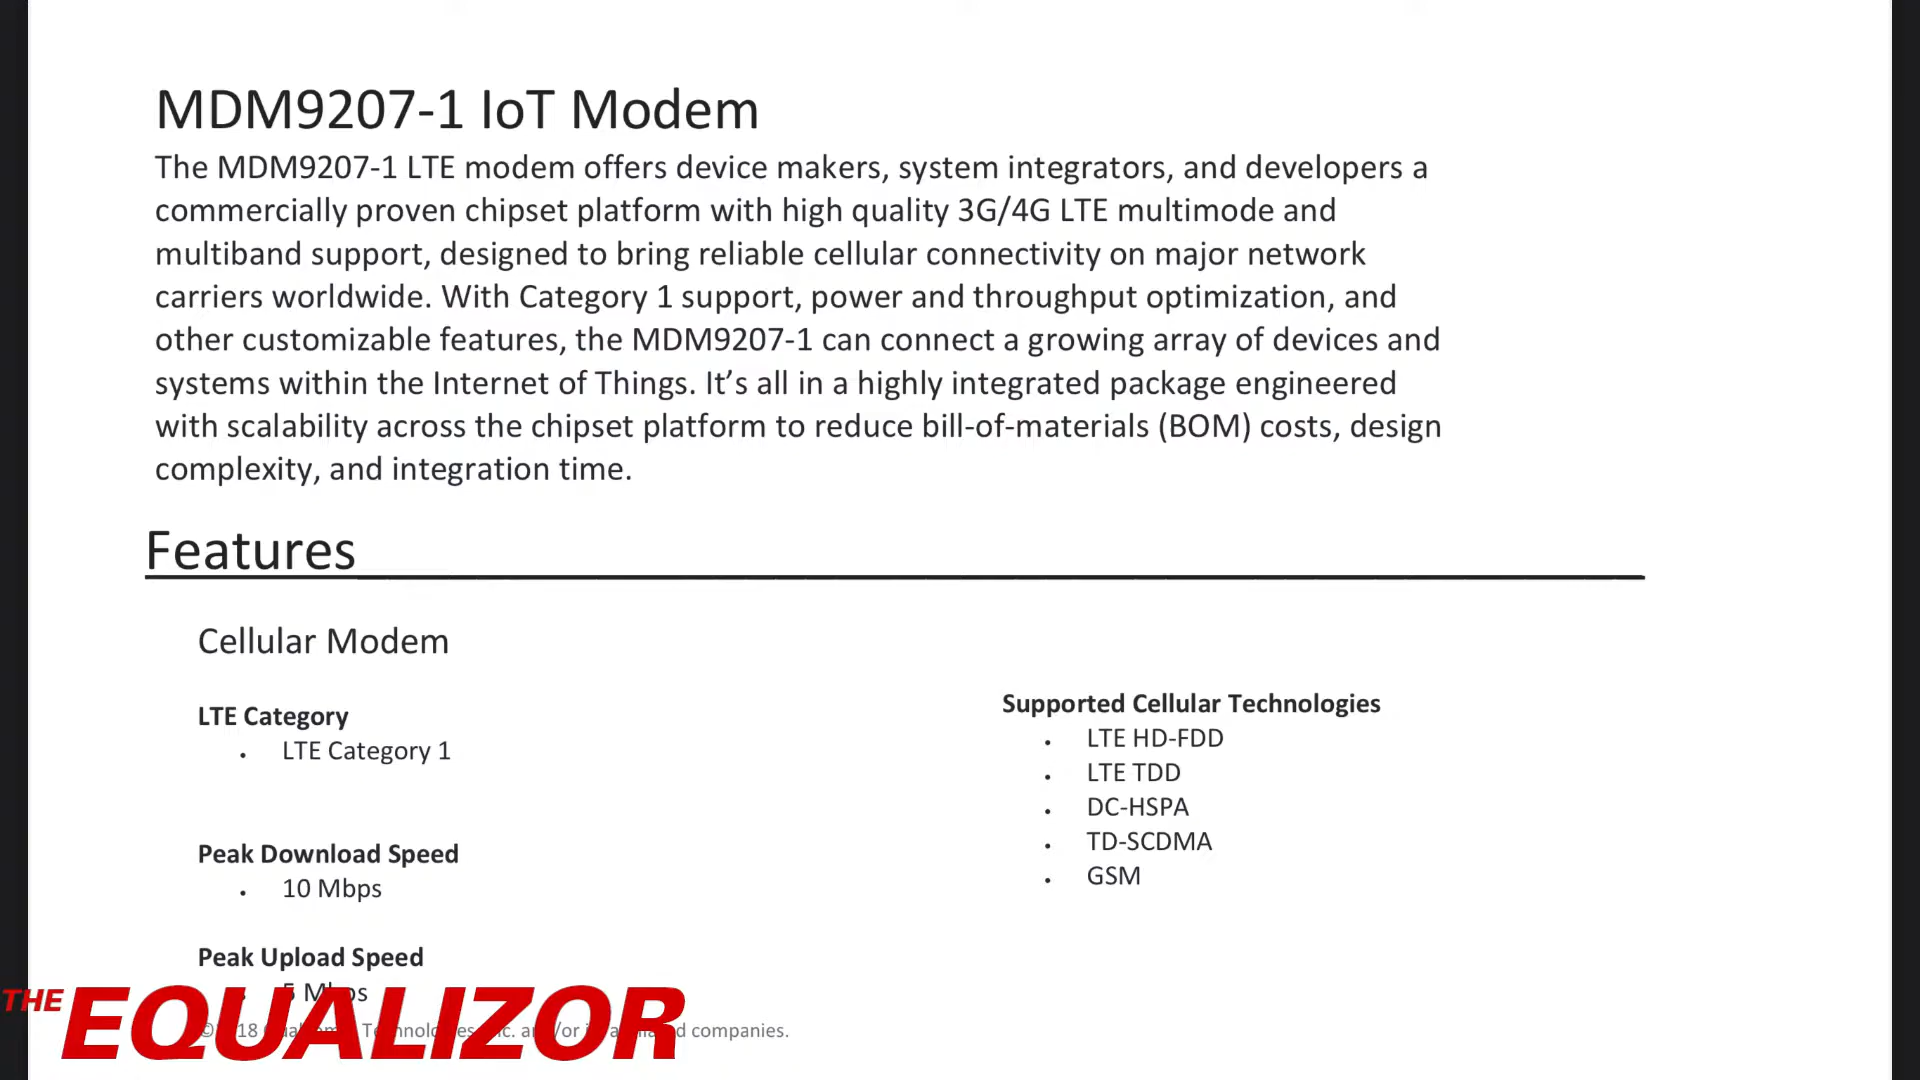 MDM9207-1 IoT Modem
The MDM9207-1 LTE modem offers device makers, system integrators, and developers a
commercially proven chipset platform with high quality 3G/4G LTE multimode and
multiband support, designed to bring reliable cellular connectivity on major network
carriers worldwide. With Category 1 support, power and throughput optimization, and
other customizable features, the MDM9207-1 can connect a growing array of devices and
systems within the Internet of Things. It’s all in a highly integrated package engineered
with scalability across the chipset platform to reduce bill-of-materials (BOM) costs, design
complexity, and integration time.
Features
Cellular Modem
LTE Category
• LTE Category 1
Peak Download Speed
• 10 Mbps
Peak Upload Speed
5 Mbps
Supported Cellular Technologies
• LTE HD-FDD
• LTE TDD
• DC-HSPA
• TD-SCDMA
• GSM
companies.
THE EQUALIZOR